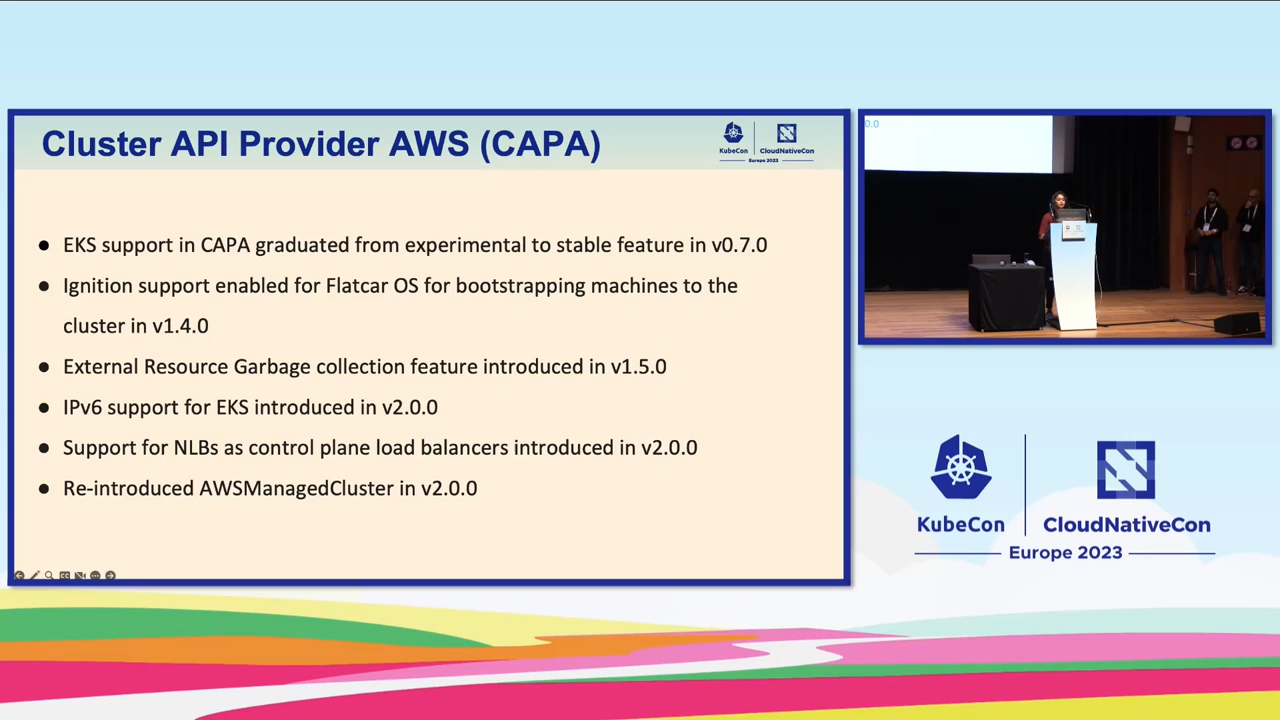 Cluster API Provider AWS (CAPA)
KubeCon
CloudNativeCon
Europe 2023
● EKS support in CAPA graduated from experimental to stable feature in v0.7.0
● Ignition support enabled for Flatcar OS for bootstrapping machines to the
cluster in v1.4.0
● External Resource Garbage collection feature introduced in v1.5.0
● IPv6 support for EKS introduced in v2.0.0
● Support for NLBs as control plane load balancers introduced in v2.0.0
● Re-introduced AWSManagedCluster in v2.0.0
0.0
KubeCon
CloudNativeCon
Europe 2023